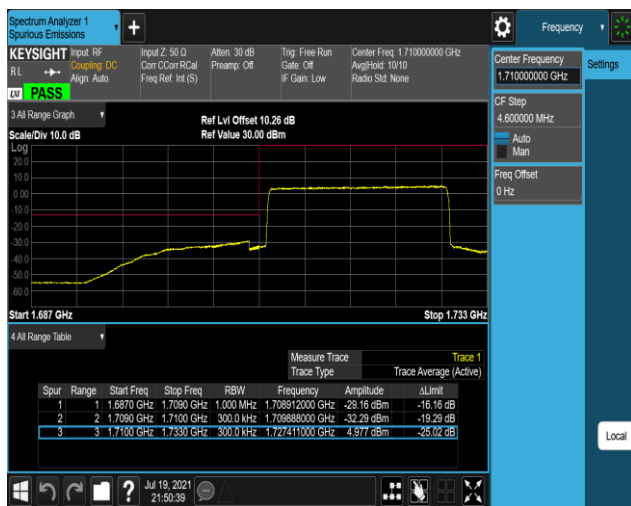 Spectrum Analyzer 1
Spurious Emissions
Frequency
KEYSIGHT Input: RF Input Z: 50 Ω Atten: 30 dB Trig: Free Run Center Freq: 1.710000000 GHz
Coupling: DC Corr CCorr RCal Preamp: Off Gate: Off Avg|Hold: 10/10
RL Align: Auto Freq Ref: Int (S) IF Gain: Low Radio Std: None
LXI PASS
Center Frequency
1.710000000 GHz
Settings
CF Step
4.600000 MHz
Auto
Man
Freq Offset
0 Hz
3 All Range Graph
Ref Lvl Offset 10.26 dB
Scale/Div 10.0 dB Ref Value 30.00 dBm
Log
20.0
10.0
0.00
-10.0
-20.0
-30.0
-40.0
-50.0
-60.0
Start 1.687 GHz Stop 1.733 GHz
4 All Range Table
Measure Trace Trace 1
Trace Type Trace Average (Active)
Spur Range Start Freq Stop Freq RBW Frequency Amplitude ΔLimit
1 1 1.6870 GHz 1.7090 GHz 1.000 MHz 1.708912000 GHz -29.16 dBm -16.16 dB
2 2 1.7090 GHz 1.7100 GHz 300.0 kHz 1.709888000 GHz -32.29 dBm -19.29 dB
3 3 1.7100 GHz 1.7330 GHz 300.0 kHz 1.727411000 GHz 4.977 dBm -25.02 dB
Local
? Jul 19, 2021
21:50:39